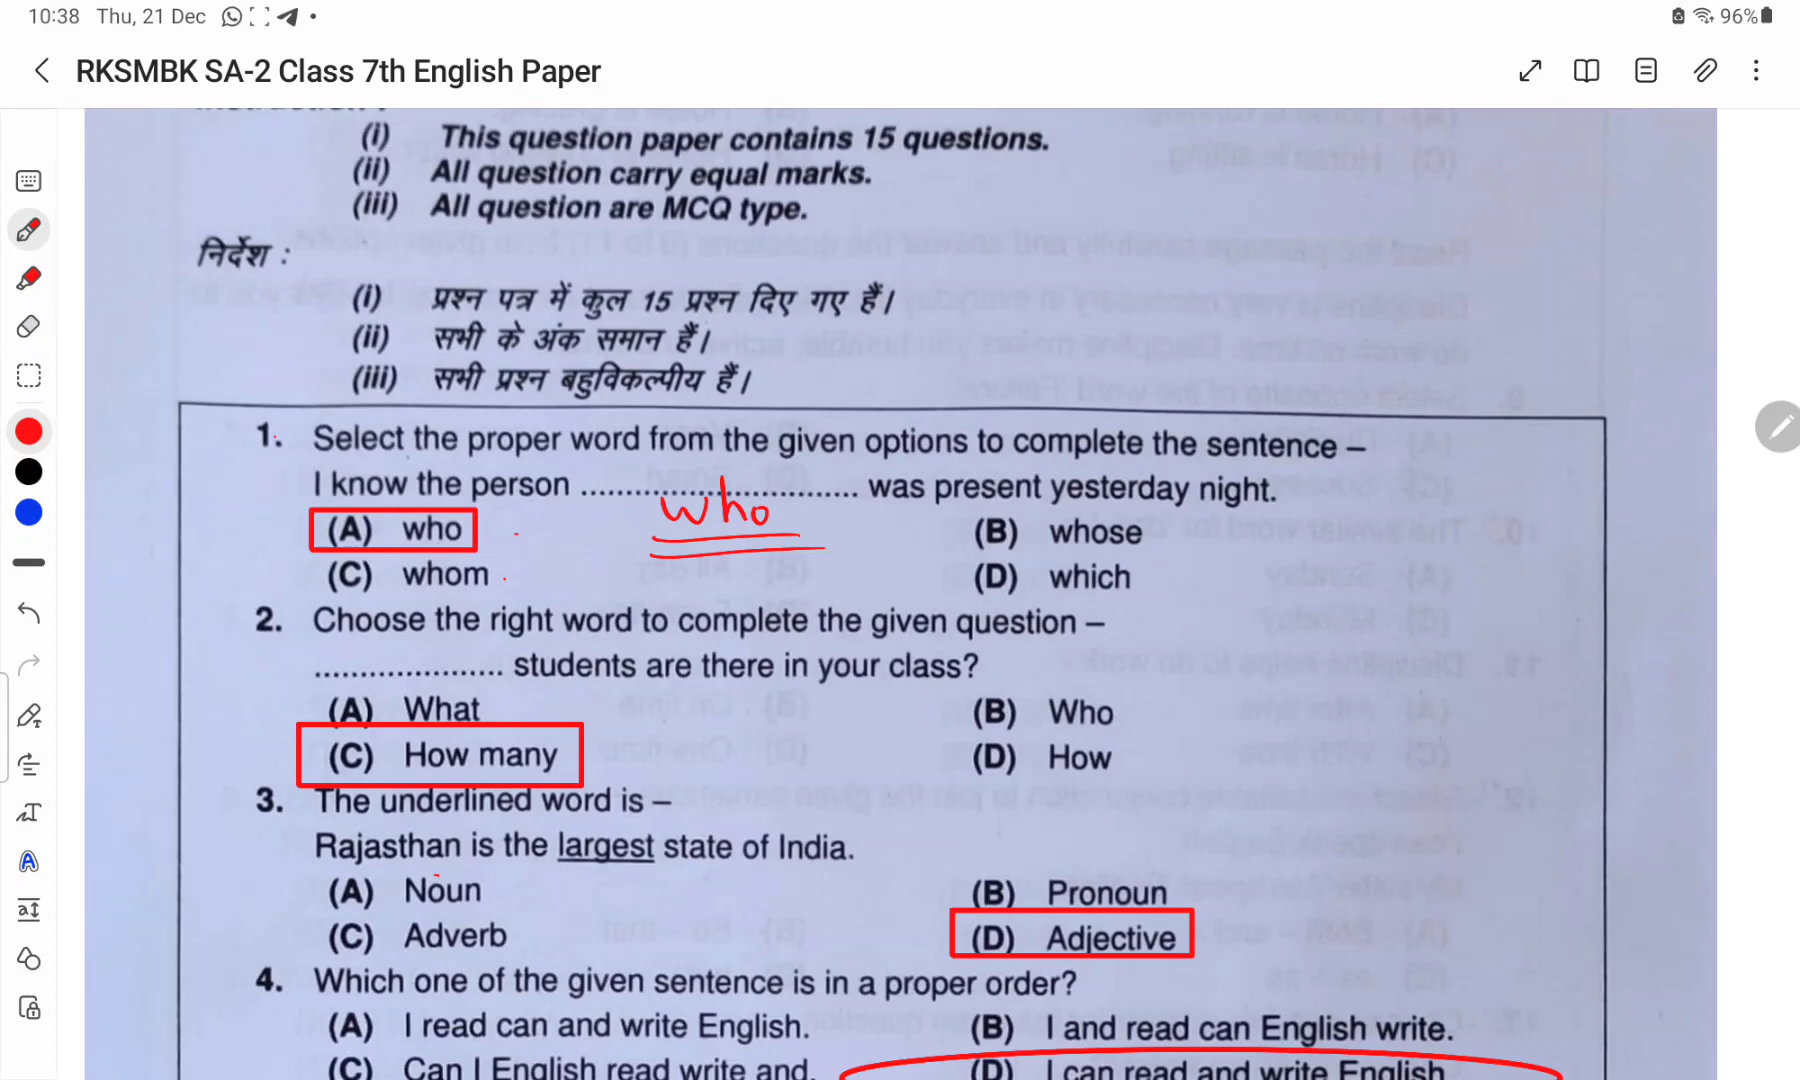 10:38 Thu, 21 Dec
96%
RKSMBK SA-2 Class 7th English Paper
(i) This question paper contains 15 questions.
(ii) All question carry equal marks.
(iii) All question are MCQ type.
निर्देश :
(i) प्रश्न पत्र में कुल 15 प्रश्न दिए गए हैं।
(ii) सभी के अंक समान हैं।
(iii) सभी प्रश्न बहुविकल्पीय हैं।
1. Select the proper word from the given options to complete the sentence –
I know the person ................................ was present yesterday night.
who
(A) who (B) whose
(C) whom (D) which
2. Choose the right word to complete the given question –
...................... students are there in your class?
(A) What (B) Who
(C) How many (D) How
3. The underlined word is –
Rajasthan is the largest state of India.
(A) Noun (B) Pronoun
(C) Adverb (D) Adjective
4. Which one of the given sentence is in a proper order?
(A) I read can and write English. (B) I and read can English write.
(C) Can I English read write and. (D) I can read and write English